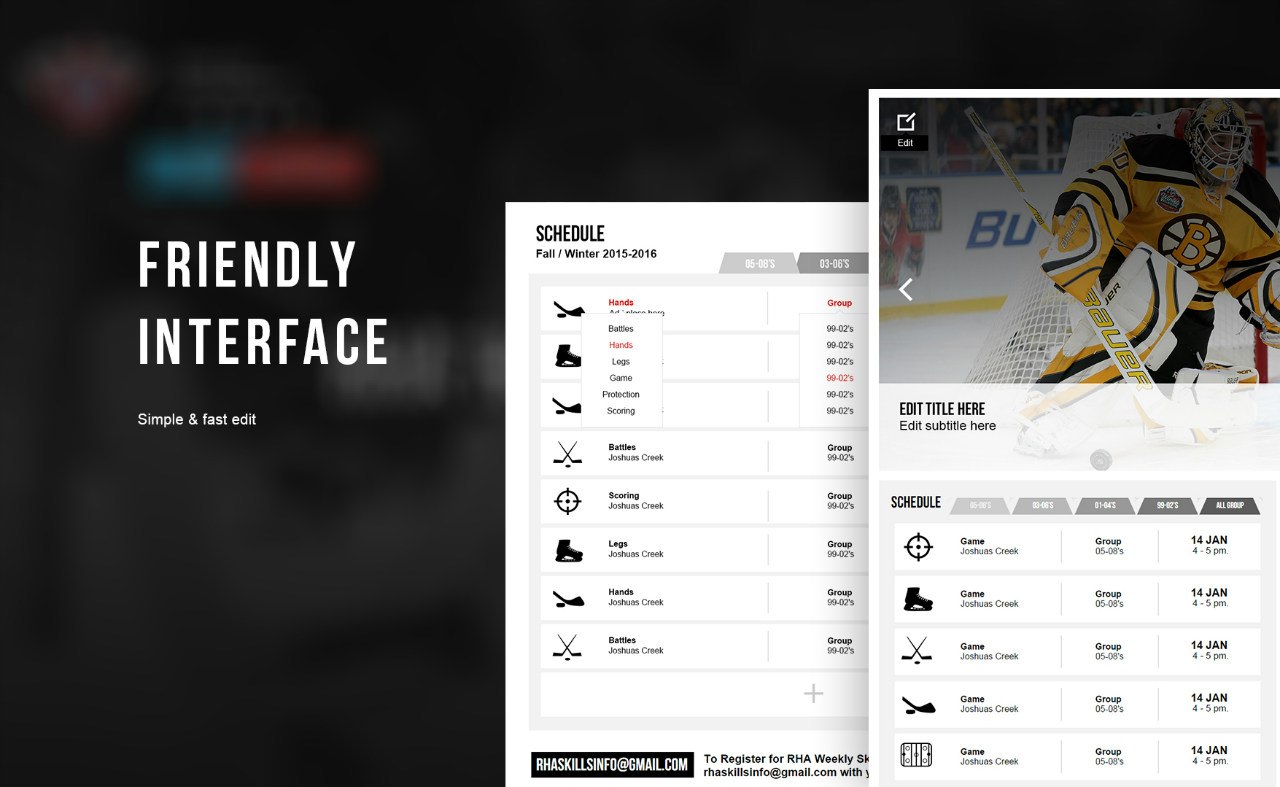 FRIENDLY
INTERFACE
Simple & fast edit
SCHEDULE
Fall / Winter 2015-2016
05-08'S
03-06'S
Hands
Group
Battles
Hands
Legs
Game
Protection
Scoring
99-02's
99-02's
99-02's
99-02's
99-02's
99-02's
Battles
Joshuas Creek
Group
99-02's
Scoring
Joshuas Creek
Group
99-02's
Legs
Joshuas Creek
Group
99-02's
Hands
Joshuas Creek
Group
99-02's
Battles
Joshuas Creek
Group
99-02's
RHASKILLSINFO@GMAIL.COM
To Register for RHA Weekly Sk
rhaskillsinfo@gmail.com with y
Edit
BU
B
BAUER
EDIT TITLE HERE
Edit subtitle here
SCHEDULE
05-08'S
03-06'S
01-04'S
99-02'S
ALL GROUP
Game
Joshuas Creek
Group
05-08's
14 JAN
4 - 5 pm.
Game
Joshuas Creek
Group
05-08's
14 JAN
4 - 5 pm.
Game
Joshuas Creek
Group
05-08's
14 JAN
4 - 5 pm.
Game
Joshuas Creek
Group
05-08's
14 JAN
4 - 5 pm.
Game
Joshuas Creek
Group
05-08's
14 JAN
4 - 5 pm.